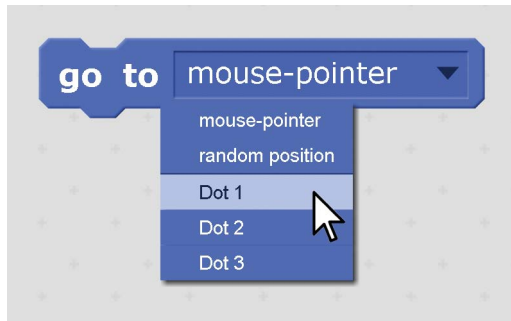 go to mouse-pointer
mouse-pointer
random position
Dot 1
Dot 2
Dot 3